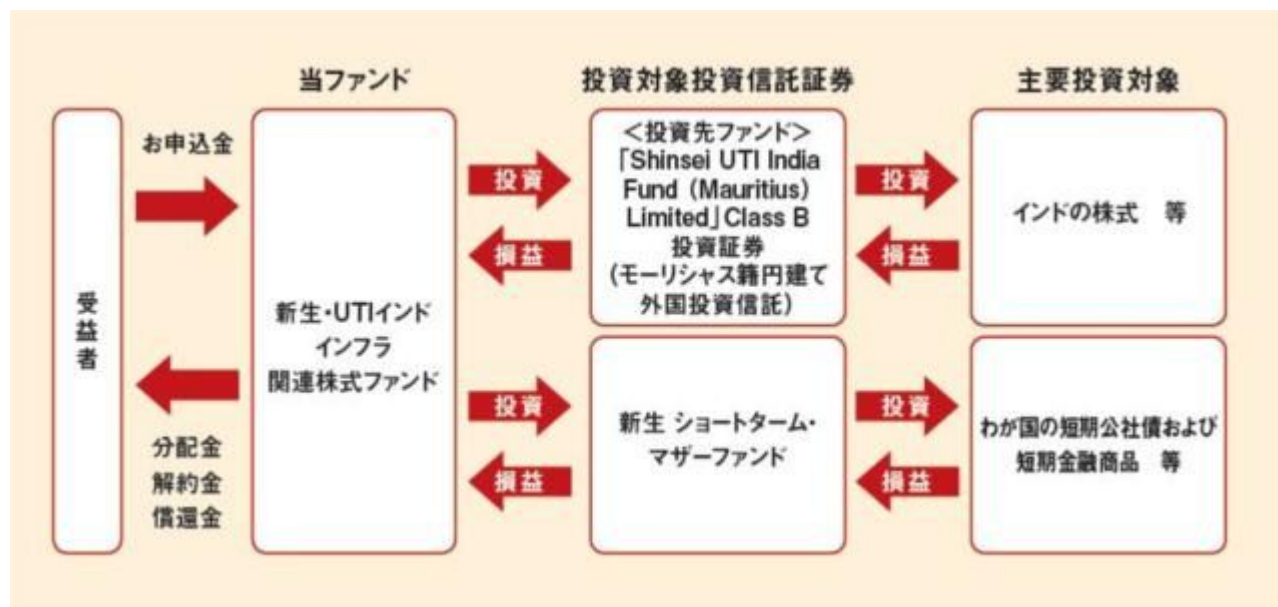 当ファンド
投資対象投資信託証券
主要投資対象
受益者
お申込金
分配金
解約金
償還金
新生・UTIインド
インフラ
関連株式ファンド
投資
損益
<投資先ファンド>
「Shinsei UTI India
Fund (Mauritius)
Limited」Class B
投資証券
(モーリシャス籍円建て
外国投資信託)
投資
損益
インドの株式 等
投資
損益
新生 ショートターム・
マザーファンド
投資
損益
わが国の短期公社債および
短期金融商品 等